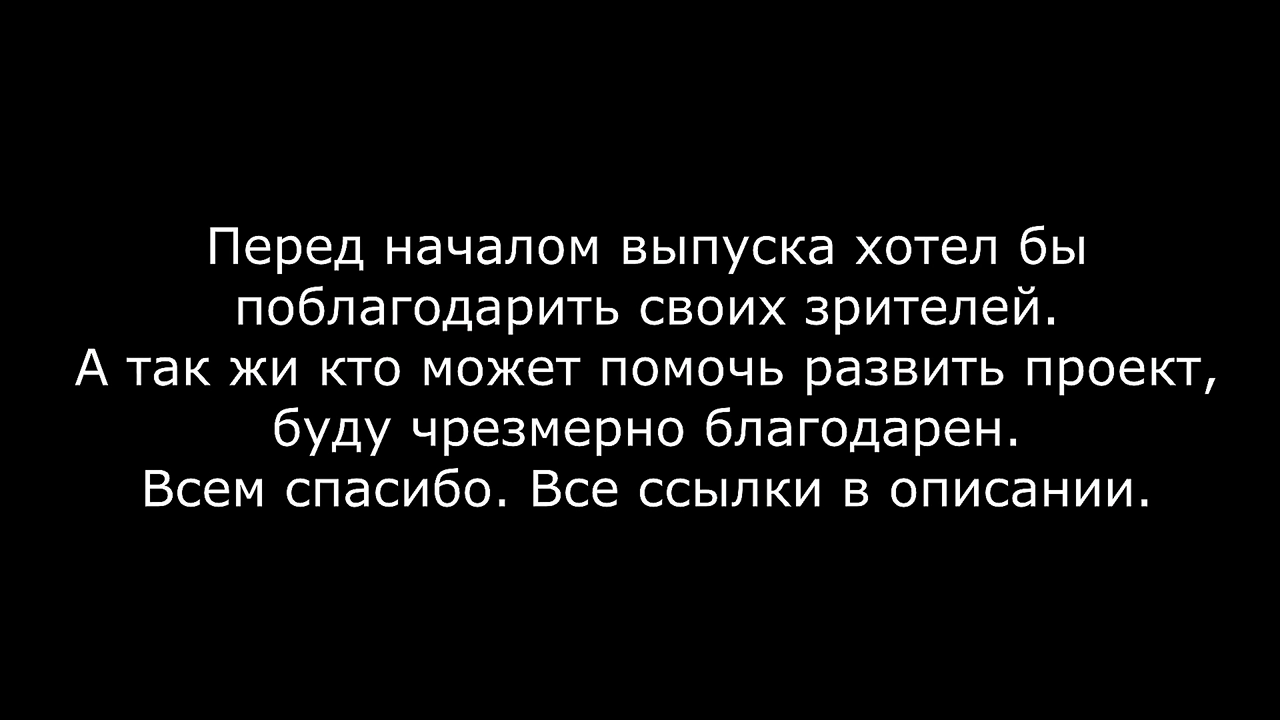 Перед началом выпуска хотел бы
поблагодарить своих зрителей.
А так жи кто может помочь развить проект,
буду чрезмерно благодарен.
Всем спасибо. Все ссылки в описании.